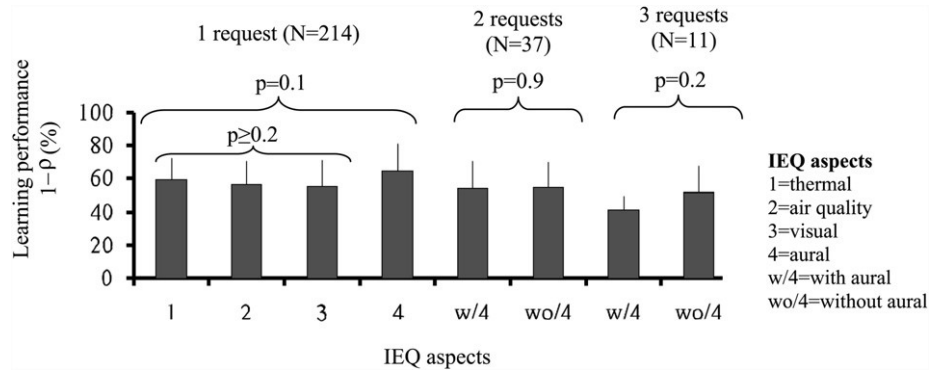 1 request (N=214)
2 requests
(N=37)
3 requests
(N=11)
p=0.1
p=0.9
p=0.2
p≥0.2
Learning performance
1−ρ (%)
100
80
60
40
20
0
1 2 3 4 w/4 wo/4 w/4 wo/4
IEQ aspects
IEQ aspects
1=thermal
2=air quality
3=visual
4=aural
w/4=with aural
wo/4=without aural